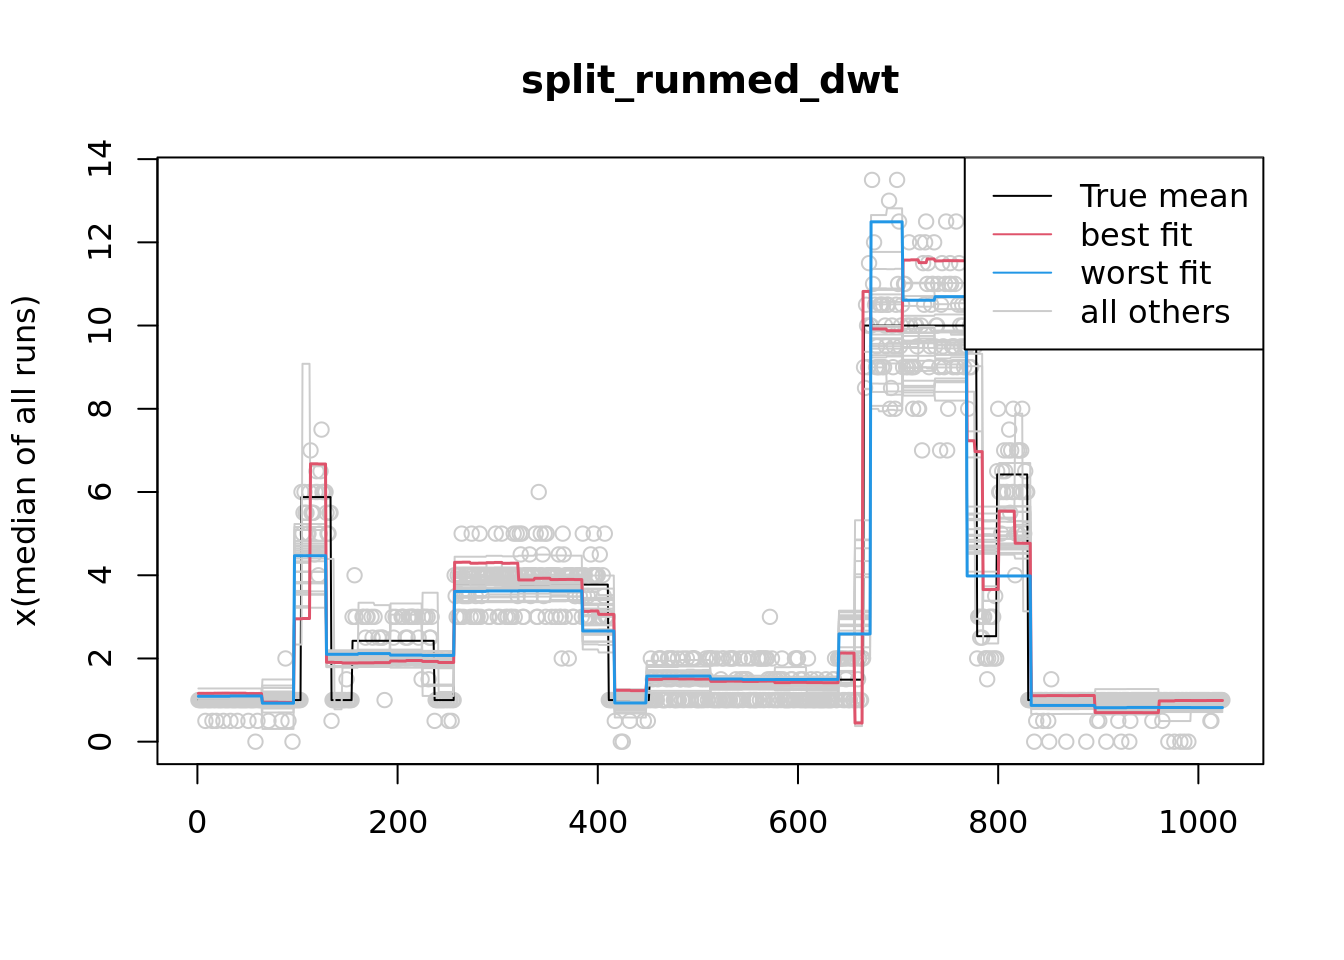 split_runmed_dwt
x(median of all runs)
14
12
10
8
6
4
2
0
True mean
best fit
worst fit
all others
0 200 400 600 800 1000